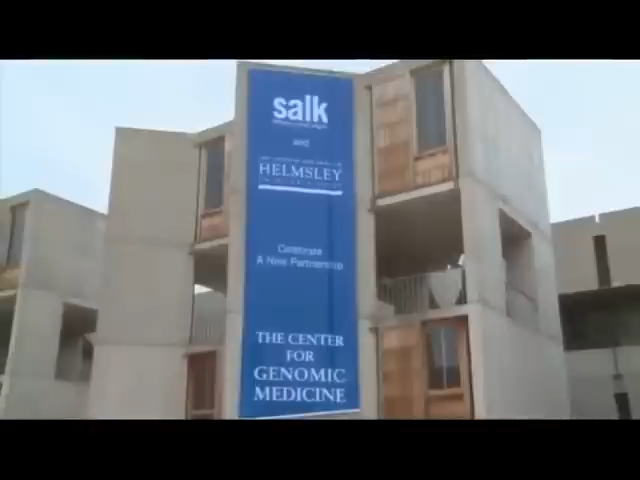 salk
and
HELMSLEY
Celebrate
A New Partnership
THE CENTER
FOR
GENOMIC
MEDICINE